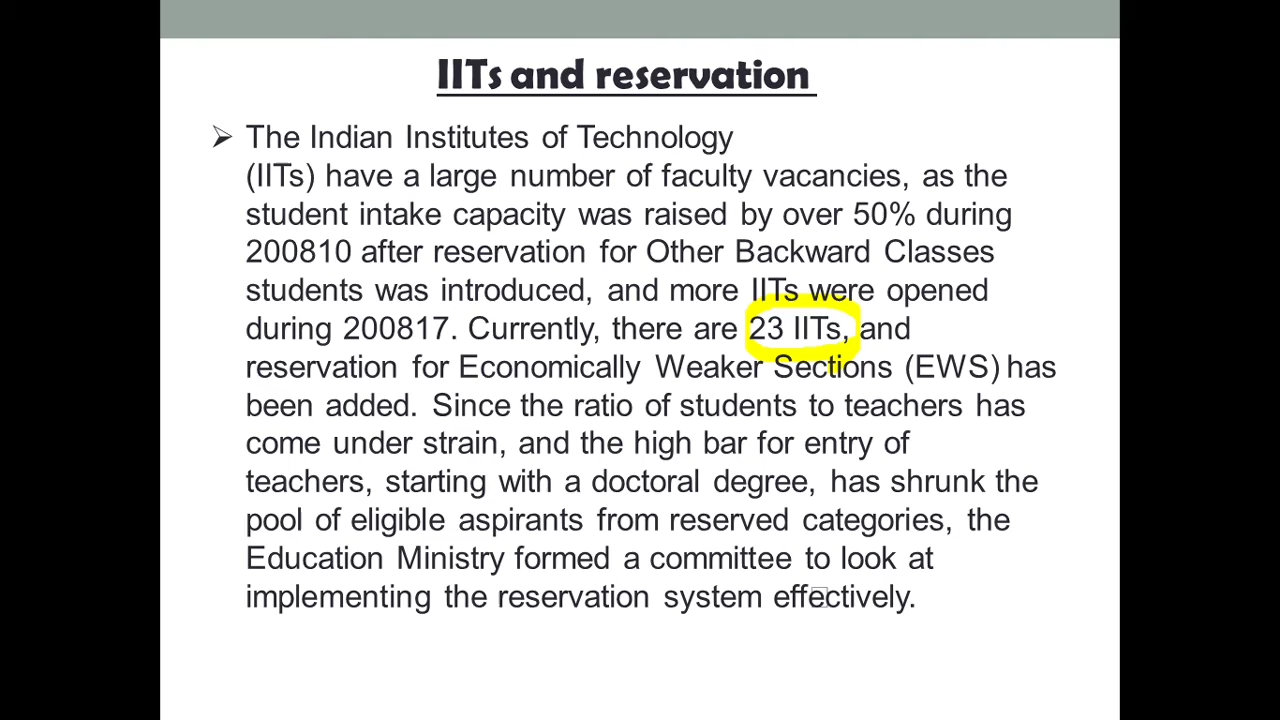 IITs and reservation
➢ The Indian Institutes of Technology
(IITs) have a large number of faculty vacancies, as the
student intake capacity was raised by over 50% during
200810 after reservation for Other Backward Classes
students was introduced, and more IITs were opened
during 200817. Currently, there are 23 IITs, and
reservation for Economically Weaker Sections (EWS) has
been added. Since the ratio of students to teachers has
come under strain, and the high bar for entry of
teachers, starting with a doctoral degree, has shrunk the
pool of eligible aspirants from reserved categories, the
Education Ministry formed a committee to look at
implementing the reservation system effectively.